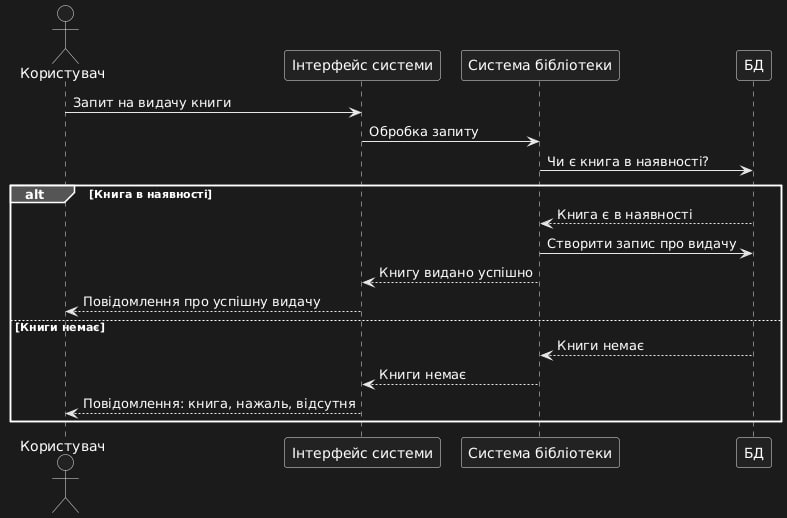 Користувач
Інтерфейс системи
Система бібліотеки
БД
Запит на видачу книги
Обробка запиту
Чи є книга в наявності?
alt
[Книга в наявності]
Книга є в наявності
Створити запис про видачу
Книгу видано успішно
Повідомлення про успішну видачу
[Книги немає]
Книги немає
Книги немає
Повідомлення: книга, нажаль, відсутня
Користувач
Інтерфейс системи
Система бібліотеки
БД